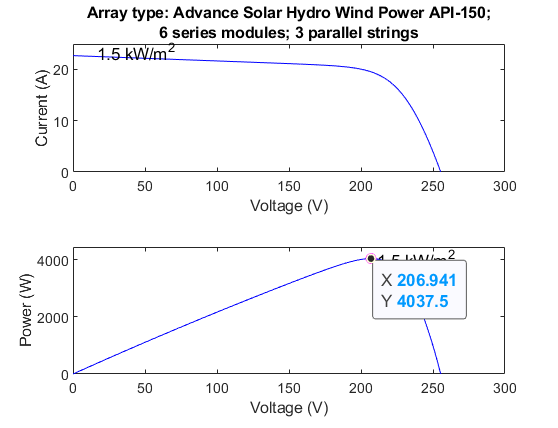 Array type: Advance Solar Hydro Wind Power API-150;
6 series modules; 3 parallel strings
1.5 kW/m²
Current (A)
20
10
0
0
50
100
150
200
250
300
Voltage (V)
1.5 kW/m²
X 206.941
Y 4037.5
Power (W)
4000
2000
0
0
50
100
150
200
250
300
Voltage (V)